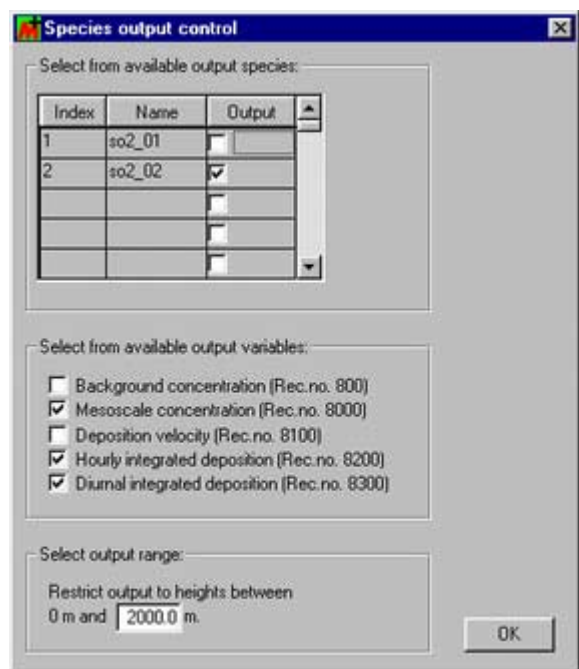 Species output control
Select from available output species:
Index Name Output
1 so2_01
2 so2_02
Select from available output variables:
Background concentration (Rec.no. 800)
Mesoscale concentration (Rec.no. 8000)
Deposition velocity (Rec.no. 8100)
Hourly integrated deposition (Rec.no. 8200)
Diurnal integrated deposition (Rec.no. 8300)
Select output range:
Restrict output to heights between
0 m and 2000.0 m.
OK